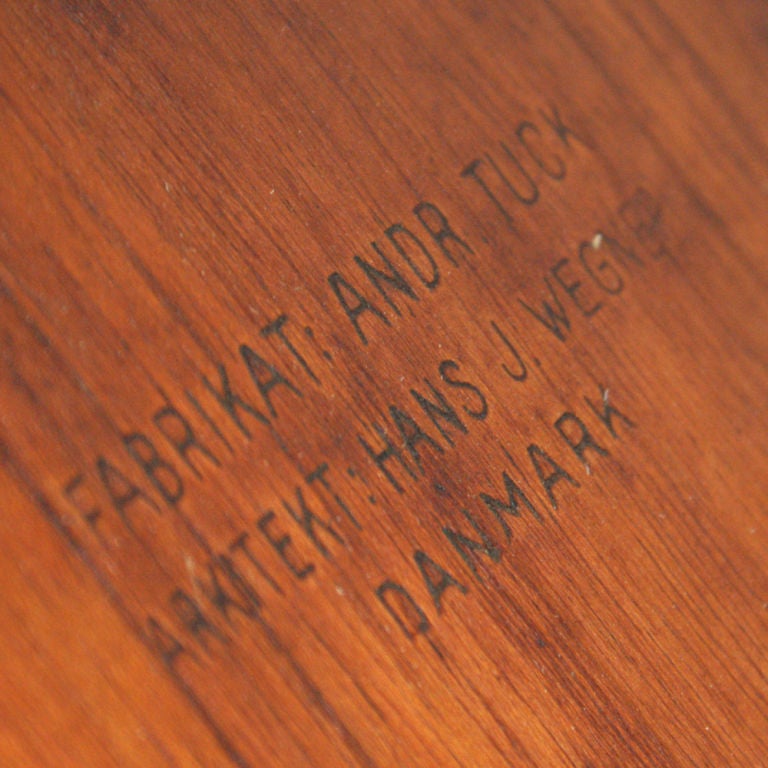 FABRIKAT: ANDR. TUCK
ARKITEKT: HANS J. WEGNER
DANMARK